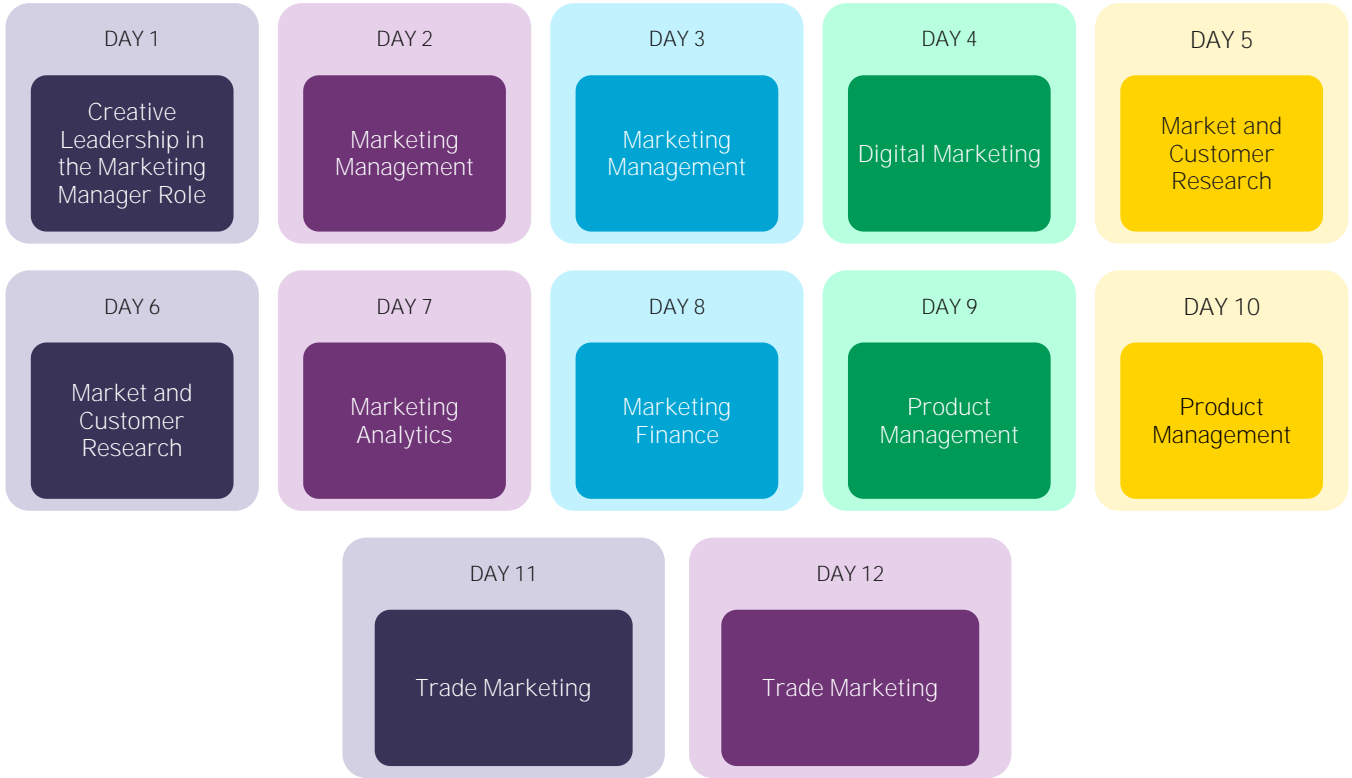 DAY 1
Creative
Leadership in
the Marketing
Manager Role
DAY 2
Marketing
Management
DAY 3
Marketing
Management
DAY 4
Digital Marketing
DAY 5
Market and
Customer
Research
DAY 6
Market and
Customer
Research
DAY 7
Marketing
Analytics
DAY 8
Marketing
Finance
DAY 9
Product
Management
DAY 10
Product
Management
DAY 11
Trade Marketing
DAY 12
Trade Marketing